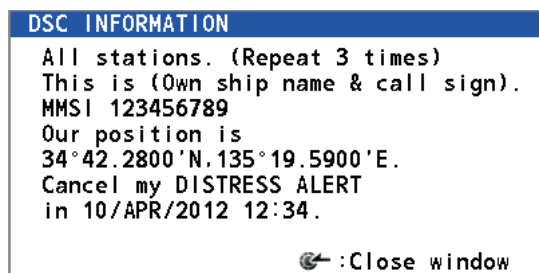 DSC INFORMATION
All stations. (Repeat 3 times)
This is (Own ship name & call sign).
MMSI 123456789
Our position is
34°42.2800'N,135°19.5900'E.
Cancel my DISTRESS ALERT
in 10/APR/2012 12:34.
:Close window